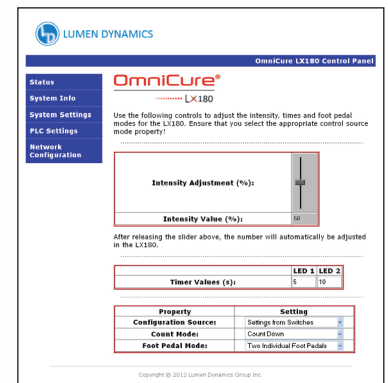 LUMEN DYNAMICS
OmniCure LX180 Control Panel
Status
System Info
System Settings
PLC Settings
Network
Configuration
OmniCure®
LX180
Use the following controls to adjust the intensity, times and foot pedal
modes for the LX180. Ensure that you select the appropriate control source
mode property!
Intensity Adjustment (%):
Intensity Value (%): 50
After releasing the slider above, the number will automatically be adjusted
in the LX180.
LED 1 LED 2
Timer Values (s): 5 10
Property Setting
Configuration Source: Settings from Switches
Count Mode: Count Down
Foot Pedal Mode: Two Individual Foot Pedals
Copyright © 2012 Lumen Dynamics Group Inc.